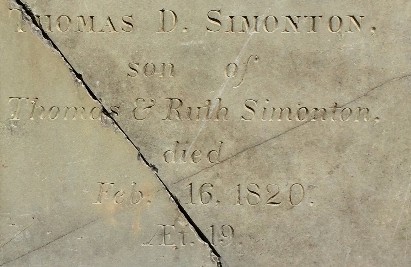 THOMAS D. SIMONTON,
son of
Thomas & Ruth Simonton,
died
Feb. 16, 1820:
Æt. 19.